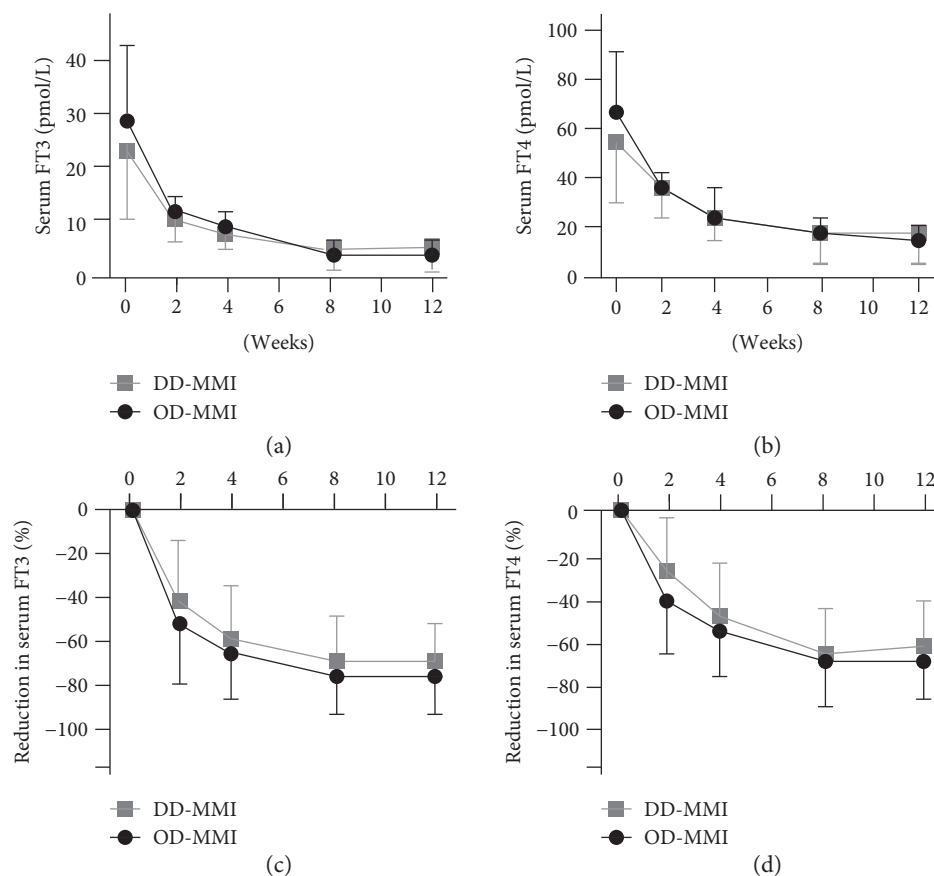 Serum FT3 (pmol/L)
40
30
20
10
0
0 2 4 6 8 10 12
(Weeks)
DD-MMI
OD-MMI
(a)
Serum FT4 (pmol/L)
100
80
60
40
20
0
0 2 4 6 8 10 12
(Weeks)
DD-MMI
OD-MMI
(b)
0 2 4 6 8 10 12
Reduction in serum FT3 (%)
0
−20
−40
−60
−80
−100
DD-MMI
OD-MMI
(c)
0 2 4 6 8 10 12
Reduction in serum FT4 (%)
0
−20
−40
−60
−80
−100
DD-MMI
OD-MMI
(d)